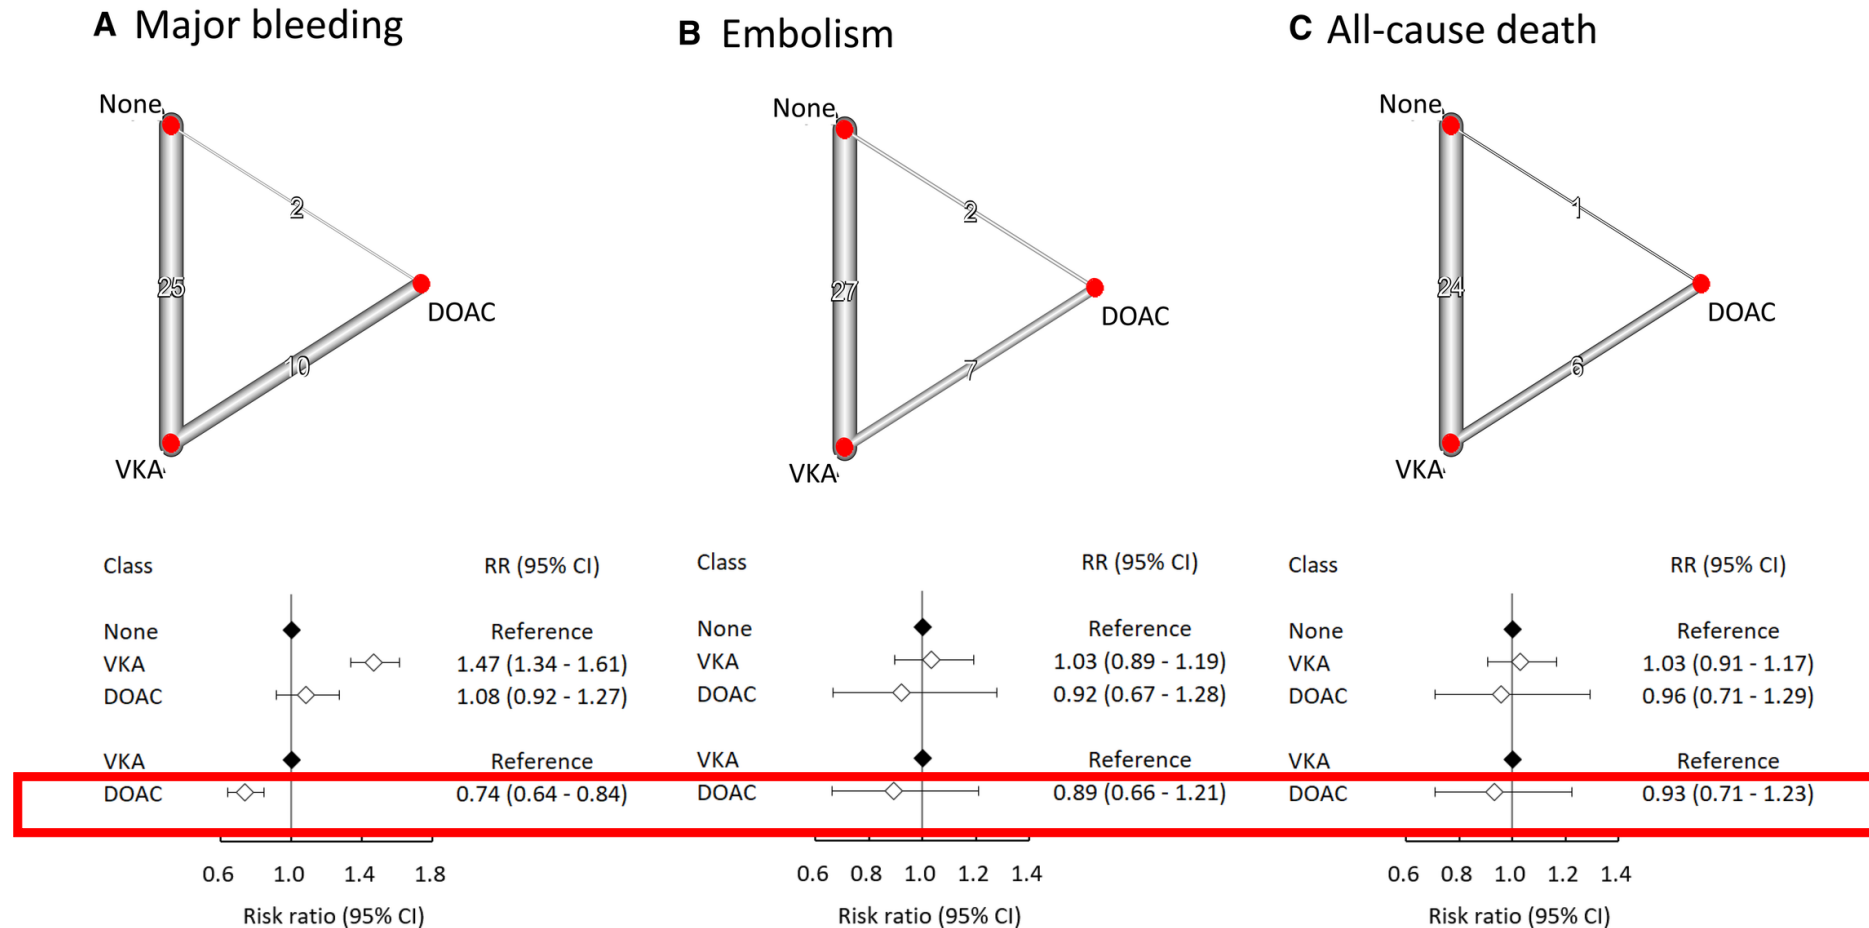 A Major bleeding
None
2
25
DOAC
10
VKA
Class RR (95% CI)
None Reference
VKA 1.47 (1.34 - 1.61)
DOAC 1.08 (0.92 - 1.27)
VKA Reference
DOAC 0.74 (0.64 - 0.84)
0.6 1.0 1.4 1.8
Risk ratio (95% CI)
B Embolism
None
2
27
DOAC
7
VKA
Class RR (95% CI)
None Reference
VKA 1.03 (0.89 - 1.19)
DOAC 0.92 (0.67 - 1.28)
VKA Reference
DOAC 0.89 (0.66 - 1.21)
0.6 0.8 1.0 1.2 1.4
Risk ratio (95% CI)
C All-cause death
None
1
24
DOAC
6
VKA
Class RR (95% CI)
None Reference
VKA 1.03 (0.91 - 1.17)
DOAC 0.96 (0.71 - 1.29)
VKA Reference
DOAC 0.93 (0.71 - 1.23)
0.6 0.8 1.0 1.2 1.4
Risk ratio (95% CI)